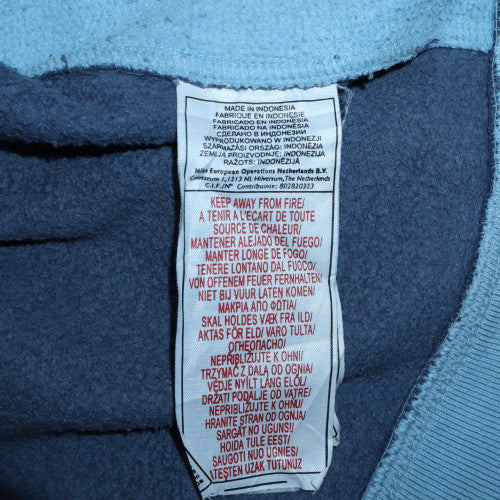 MADE IN INDONESIA
FABRIQUE EN INDONESIE
FABRICADO EN INDONESIA
FABRICADO EM INDONESIA
СДЕЛАНО В ИНДОНЕЗИИ
WYPRODUKOWANO W INDONEZJI
SZÁRMAZÁSI ORSZÁG: INDONÉZIA
ZEMIJA PROIZVODNJE: INDONEZIJA
RAŽOTS: INDONĒZIJĀ
Nike European Operations Netherlands B.V.
Colosseum 1,1213 NL Hilversum,The Netherlands
C.I.F./N° Contribuinte: 802820323
KEEP AWAY FROM FIRE/
A TENIR A L'ECART DE TOUTE
SOURCE DE CHALEUR/
MANTENER ALEJADO DEL FUEGO/
MANTER LONGE DE FOGO/
TENERE LONTANO DAL FUOCO/
VON OFFENEM FEUER FERNHALTEN/
NIET BIJ VUUR LATEN KOMEN/
ΜΑΚΡΙΑ ΑΠΟ ΦΩΤΙΑ/
SKAL HOLDES VÆK FRA ILD/
AKTAS FÖR ELD/ VARO TULTA/
ОГНЕОПАСНО/
NEPRIBLIŽUJTE K OHNI/
TRZYMAĆ Z DALA OD OGNIA/
VÉDJE NYÍLT LÁNG ELŐL/
DRŽATI PODALJE OD VATRE/
NEPŘIBLIŽUJTE K OHNU/
HRANITE STRAN OD OGNJA/
SARGĀT NO UGUNS!/
HOIDA TULE EEST/
SAUGOTI NUO UGNIES/
ATEŞTEN UZAK TUTUNUZ